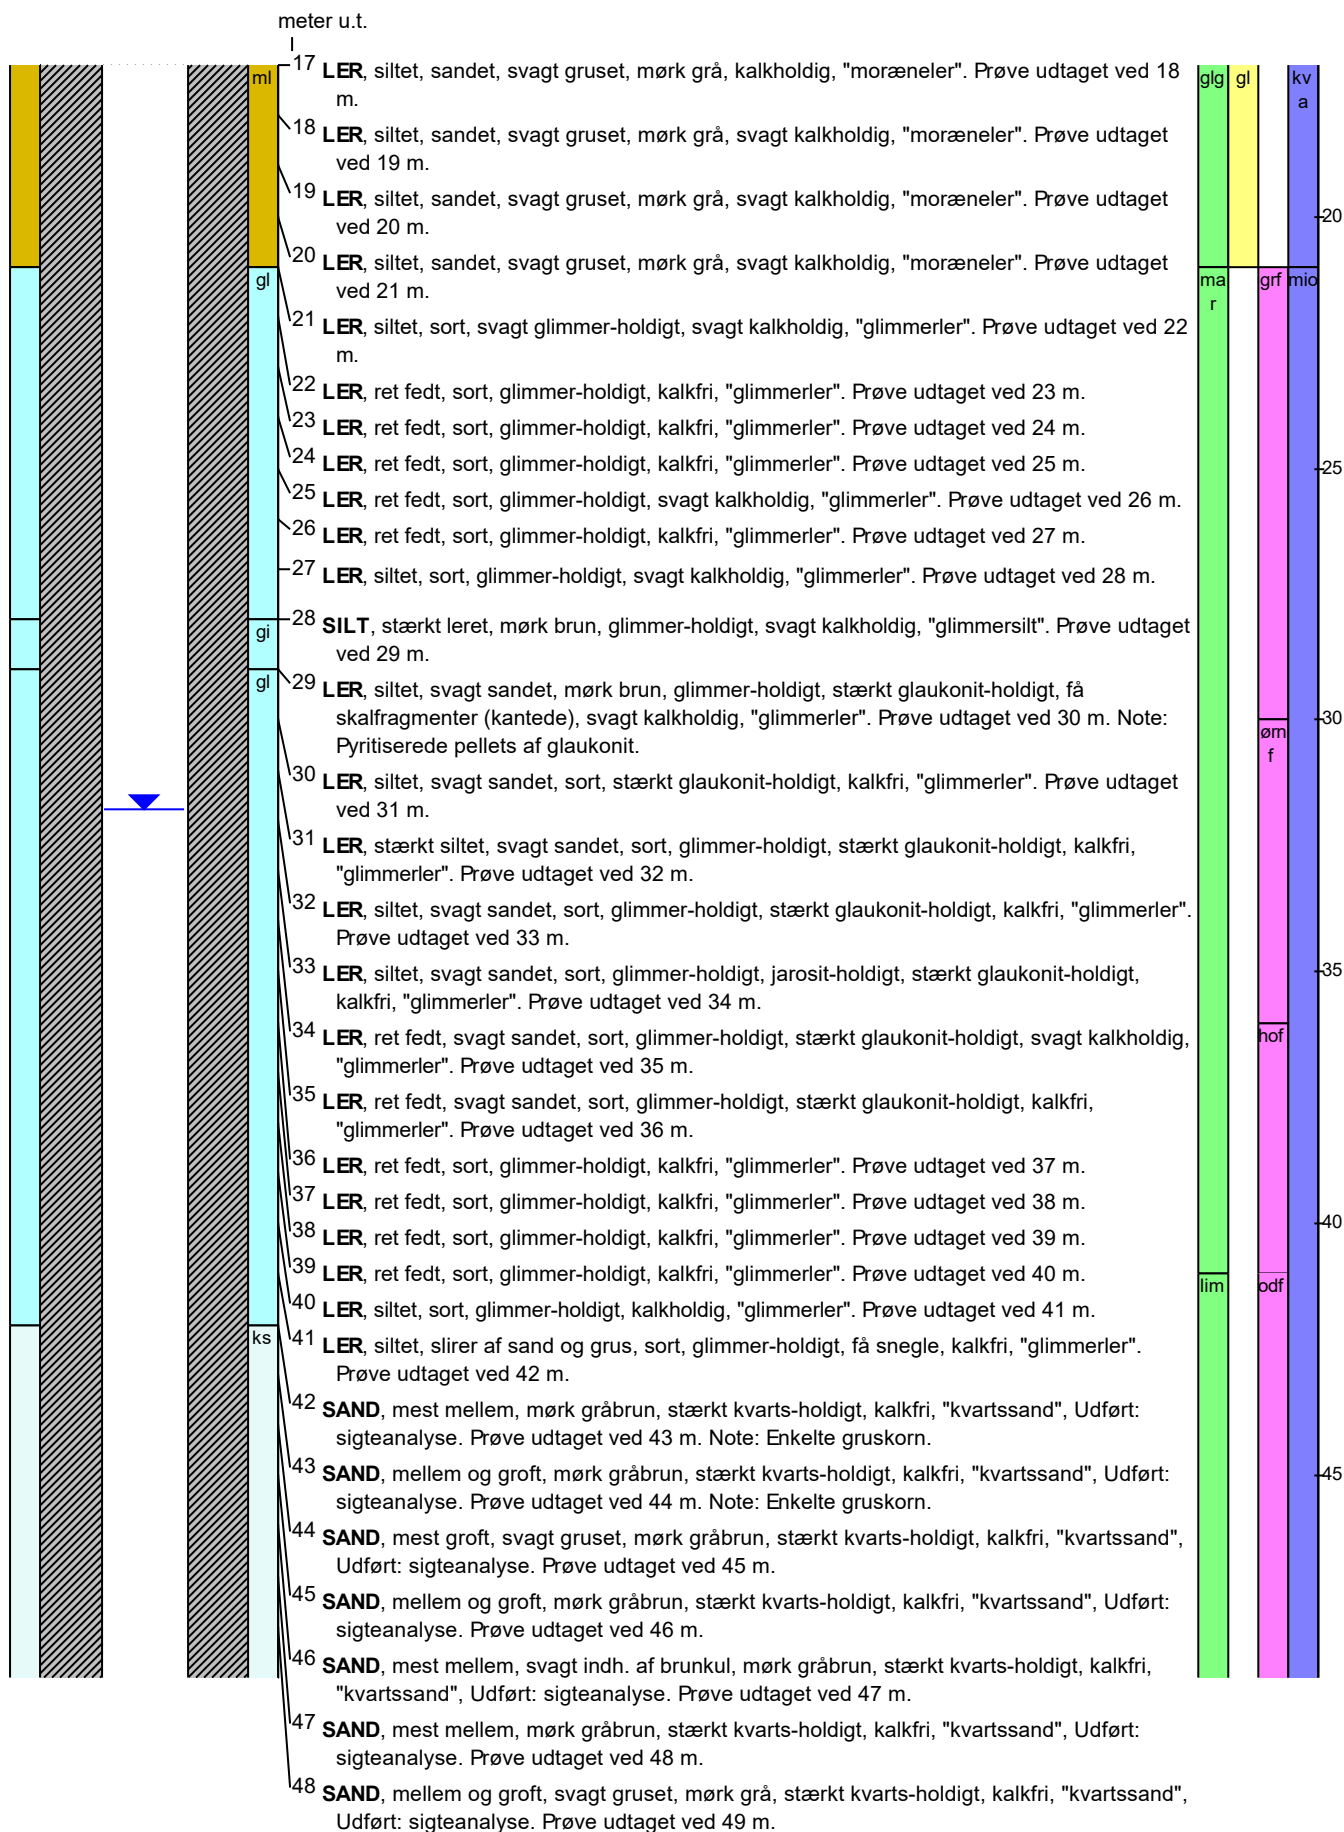 meter u.t.
17 LER, siltet, sandet, svagt gruset, mørk grå, kalkholdig, "moræneler". Prøve udtaget ved 18
m.
18 LER, siltet, sandet, svagt gruset, mørk grå, svagt kalkholdig, "moræneler". Prøve udtaget
ved 19 m.
19 LER, siltet, sandet, svagt gruset, mørk grå, svagt kalkholdig, "moræneler". Prøve udtaget
ved 20 m.
20 LER, siltet, sandet, svagt gruset, mørk grå, svagt kalkholdig, "moræneler". Prøve udtaget
ved 21 m.
21 LER, siltet, sort, svagt glimmer-holdigt, svagt kalkholdig, "glimmerler". Prøve udtaget ved 22
m.
22 LER, ret fedt, sort, glimmer-holdigt, kalkfri, "glimmerler". Prøve udtaget ved 23 m.
23 LER, ret fedt, sort, glimmer-holdigt, kalkfri, "glimmerler". Prøve udtaget ved 24 m.
24 LER, ret fedt, sort, glimmer-holdigt, kalkfri, "glimmerler". Prøve udtaget ved 25 m.
25 LER, ret fedt, sort, glimmer-holdigt, svagt kalkholdig, "glimmerler". Prøve udtaget ved 26 m.
26 LER, ret fedt, sort, glimmer-holdigt, kalkfri, "glimmerler". Prøve udtaget ved 27 m.
27 LER, siltet, sort, glimmer-holdigt, svagt kalkholdig, "glimmerler". Prøve udtaget ved 28 m.
28 SILT, stærkt leret, mørk brun, glimmer-holdigt, svagt kalkholdig, "glimmersilt". Prøve udtaget
ved 29 m.
29 LER, siltet, svagt sandet, mørk brun, glimmer-holdigt, stærkt glaukonit-holdigt, få
skalfragmenter (kantede), svagt kalkholdig, "glimmerler". Prøve udtaget ved 30 m. Note:
Pyritiserede pellets af glaukonit.
30 LER, siltet, svagt sandet, sort, stærkt glaukonit-holdigt, kalkfri, "glimmerler". Prøve udtaget
ved 31 m.
31 LER, stærkt siltet, svagt sandet, sort, glimmer-holdigt, stærkt glaukonit-holdigt, kalkfri,
"glimmerler". Prøve udtaget ved 32 m.
32 LER, siltet, svagt sandet, sort, glimmer-holdigt, stærkt glaukonit-holdigt, kalkfri, "glimmerler".
Prøve udtaget ved 33 m.
33 LER, siltet, svagt sandet, sort, glimmer-holdigt, jarosit-holdigt, stærkt glaukonit-holdigt,
kalkfri, "glimmerler". Prøve udtaget ved 34 m.
34 LER, ret fedt, svagt sandet, sort, glimmer-holdigt, stærkt glaukonit-holdigt, svagt kalkholdig,
"glimmerler". Prøve udtaget ved 35 m.
35 LER, ret fedt, svagt sandet, sort, glimmer-holdigt, stærkt glaukonit-holdigt, kalkfri,
"glimmerler". Prøve udtaget ved 36 m.
36 LER, ret fedt, sort, glimmer-holdigt, kalkfri, "glimmerler". Prøve udtaget ved 37 m.
37 LER, ret fedt, sort, glimmer-holdigt, kalkfri, "glimmerler". Prøve udtaget ved 38 m.
38 LER, ret fedt, sort, glimmer-holdigt, kalkfri, "glimmerler". Prøve udtaget ved 39 m.
39 LER, ret fedt, sort, glimmer-holdigt, kalkfri, "glimmerler". Prøve udtaget ved 40 m.
40 LER, siltet, sort, glimmer-holdigt, kalkholdig, "glimmerler". Prøve udtaget ved 41 m.
41 LER, siltet, slirer af sand og grus, sort, glimmer-holdigt, få snegle, kalkfri, "glimmerler".
Prøve udtaget ved 42 m.
42 SAND, mest mellem, mørk gråbrun, stærkt kvarts-holdigt, kalkfri, "kvartssand", Udført:
sigteanalyse. Prøve udtaget ved 43 m. Note: Enkelte gruskorn.
43 SAND, mellem og groft, mørk gråbrun, stærkt kvarts-holdigt, kalkfri, "kvartssand", Udført:
sigteanalyse. Prøve udtaget ved 44 m. Note: Enkelte gruskorn.
44 SAND, mest groft, svagt gruset, mørk gråbrun, stærkt kvarts-holdigt, kalkfri, "kvartssand",
Udført: sigteanalyse. Prøve udtaget ved 45 m.
45 SAND, mellem og groft, mørk gråbrun, stærkt kvarts-holdigt, kalkfri, "kvartssand", Udført:
sigteanalyse. Prøve udtaget ved 46 m.
46 SAND, mest mellem, svagt indh. af brunkul, mørk gråbrun, stærkt kvarts-holdigt, kalkfri,
"kvartssand", Udført: sigteanalyse. Prøve udtaget ved 47 m.
47 SAND, mest mellem, mørk gråbrun, stærkt kvarts-holdigt, kalkfri, "kvartssand", Udført:
sigteanalyse. Prøve udtaget ved 48 m.
48 SAND, mellem og groft, svagt gruset, mørk grå, stærkt kvarts-holdigt, kalkfri, "kvartssand",
Udført: sigteanalyse. Prøve udtaget ved 49 m.
ml
gl
gi
gl
ks
glg
ma
r
lim
gl
grf
ørn
f
hof
odf
kv
a
mio
20
25
30
35
40
45